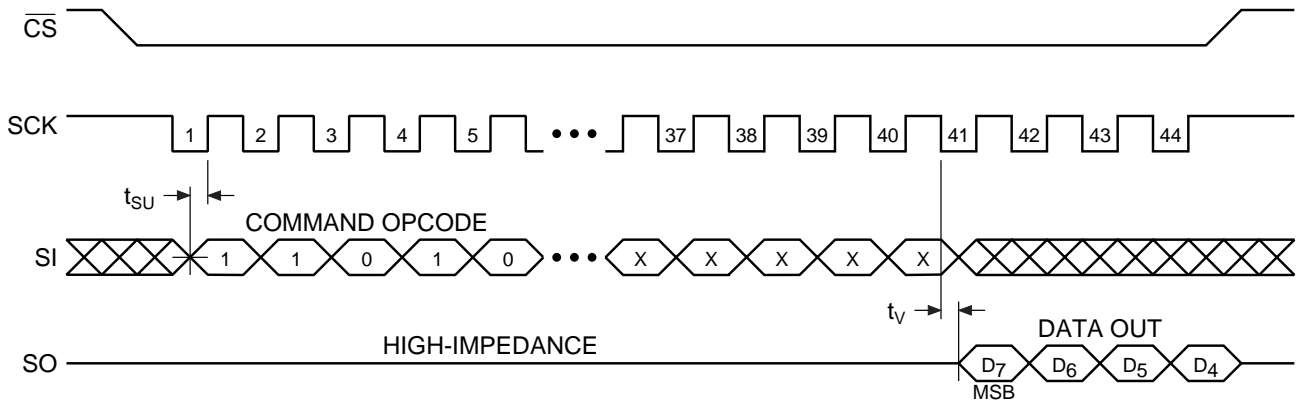 CS
SCK 1 2 3 4 5 ••• 37 38 39 40 41 42 43 44
tSU
COMMAND OPCODE
SI 1 1 0 1 0 ••• X X X X X
tV
DATA OUT
HIGH-IMPEDANCE
SO D7 D6 D5 D4
MSB